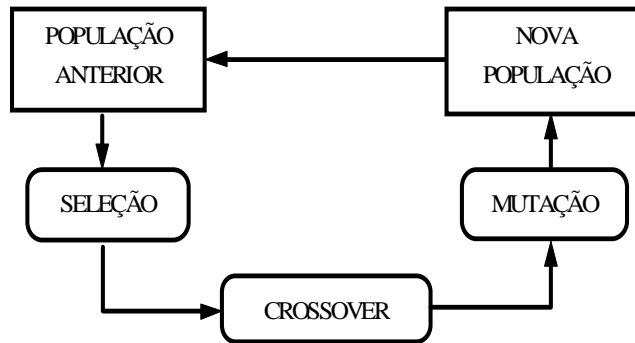 POPULAÇÃO
ANTERIOR
NOVA
POPULAÇÃO
SELEÇÃO
MUTAÇÃO
CROSSOVER